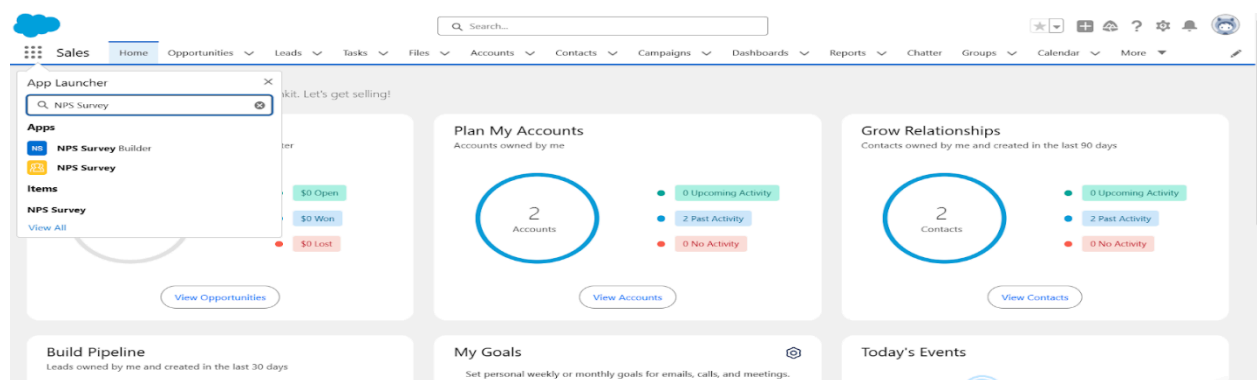 Search...
Sales Home Opportunities Leads Tasks Files Accounts Contacts Campaigns Dashboards Reports Chatter Groups Calendar More
App Launcher
NPS Survey
Apps
NS NPS Survey Builder
NPS Survey
Items
NPS Survey
View All
kit. Let's get selling!
$0 Open
$0 Won
$0 Lost
View Opportunities
Plan My Accounts
Accounts owned by me
2
Accounts
0 Upcoming Activity
2 Past Activity
0 No Activity
View Accounts
Grow Relationships
Contacts owned by me and created in the last 90 days
2
Contacts
0 Upcoming Activity
2 Past Activity
0 No Activity
View Contacts
Build Pipeline
Leads owned by me and created in the last 30 days
My Goals
Set personal weekly or monthly goals for emails, calls, and meetings.
Today's Events